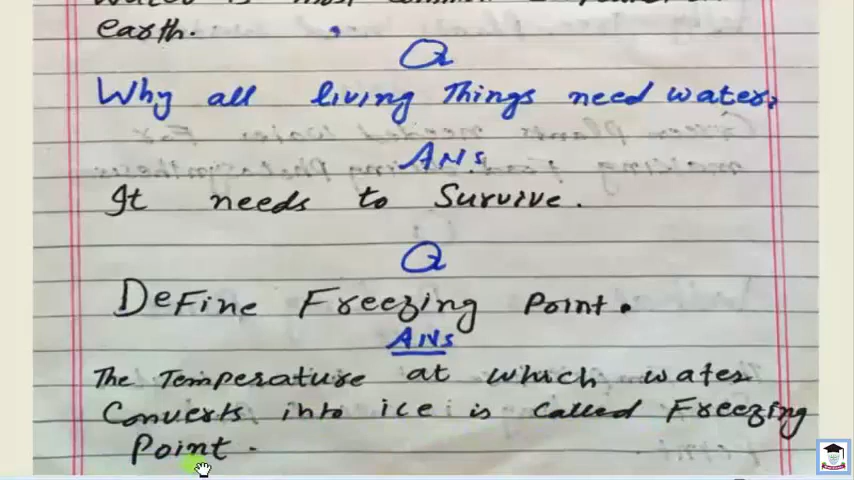 earth.
Q
Why all living Things need water.
ANS
It needs to Survive.
Q
Define Freezing Point.
ANS
The Temperature at which water
Converts into ice is called Freezing
Point.